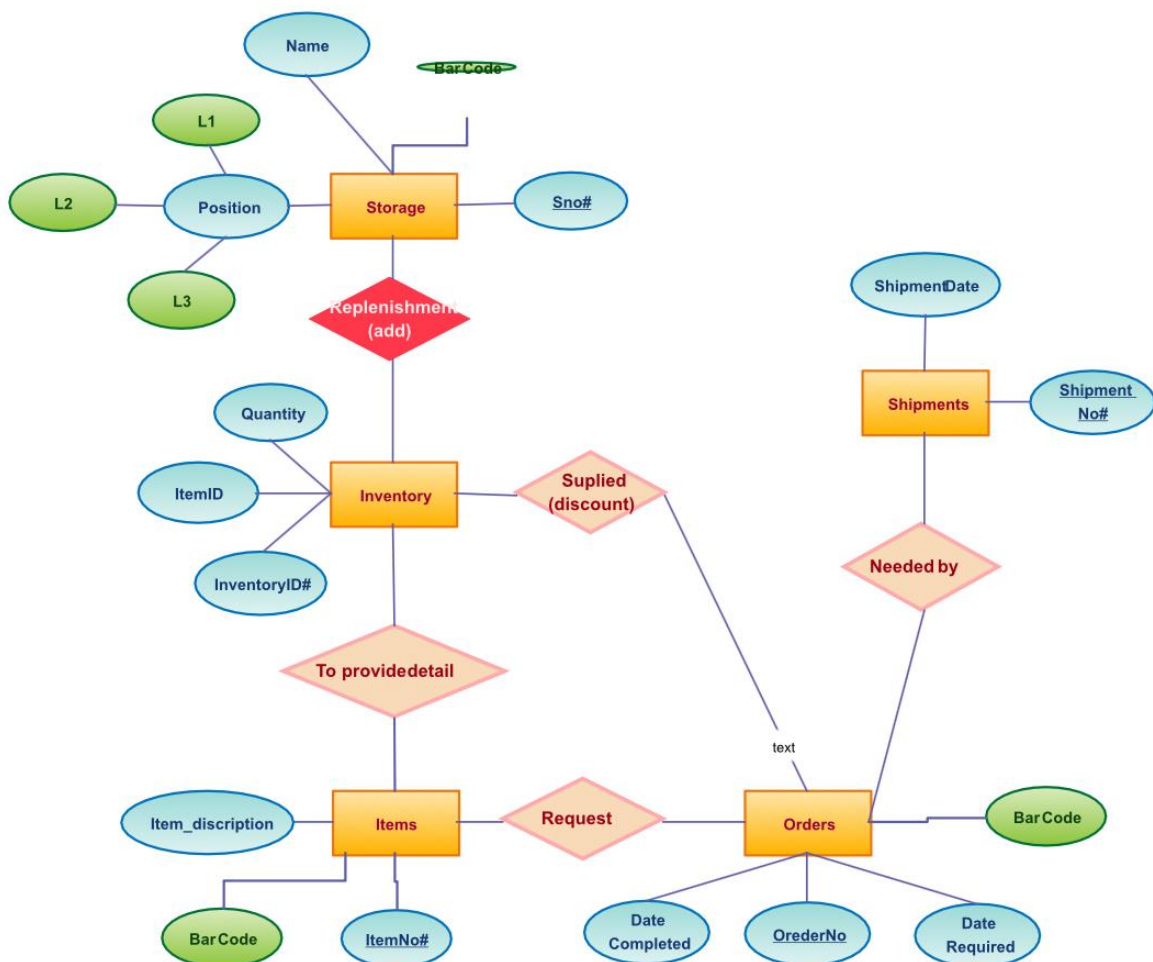 Name
BarCode
L1
L2
Position
Storage
Sno#
L3
Replenishment
(add)
ShipmentDate
Shipments
Shipment
No#
Quantity
ItemID
Inventory
Suplied
(discount)
InventoryID#
Needed by
To providedetail
text
Item_discription
Items
Request
Orders
BarCode
BarCode
ItemNo#
Date
Completed
OrederNo
Date
Required